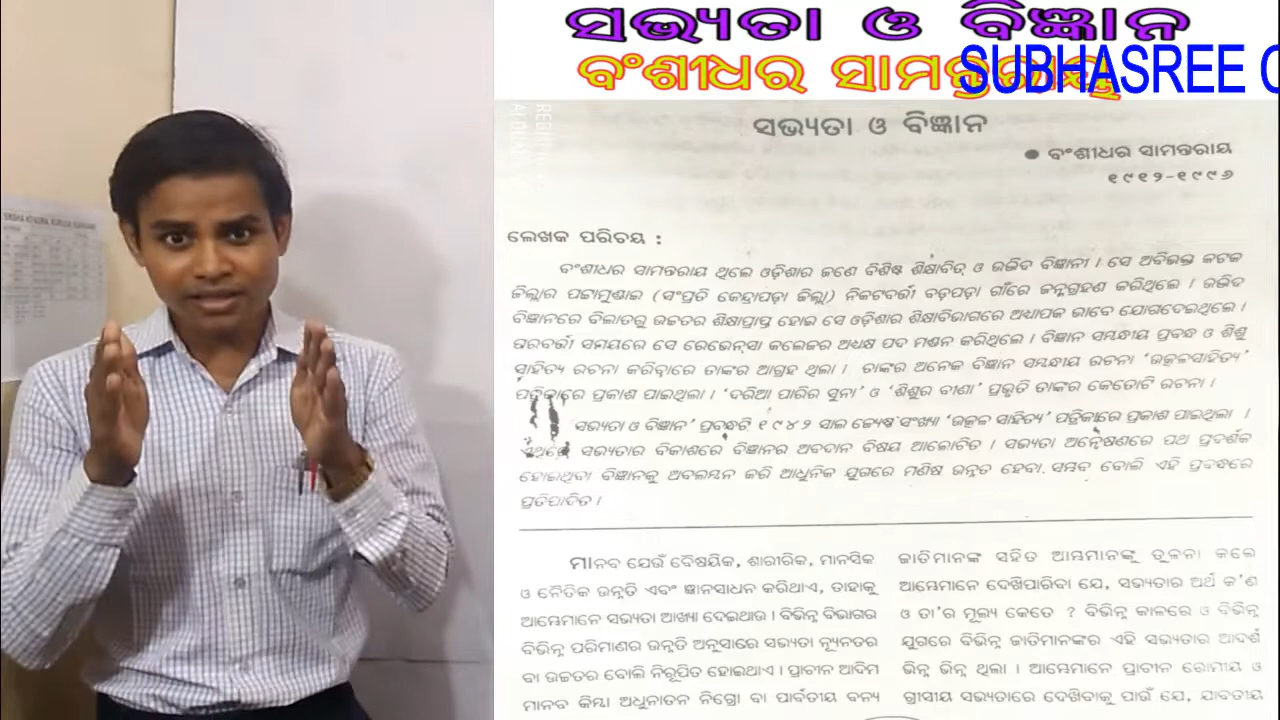 ସଭ୍ୟତା ଓ ବିଜ୍ଞାନ
ବଂଶୀଧର ସାମନ୍ତରାୟ
SUBHASREE C
ସଭ୍ୟତା ଓ ବିଜ୍ଞାନ
● ବଂଶୀଧର ସାମନ୍ତରାୟ
୧୯୧୨-୧୯୯୬
ଲେଖକ ପରିଚୟ :
ବଂଶୀଧର ସାମନ୍ତରାୟ ଥିଲେ ଓଡ଼ିଶାର ଜଣେ ବିଶିଷ୍ଟ ଶିକ୍ଷାବିତ୍ ଓ ଉଦ୍ଭିଦ ବିଜ୍ଞାନୀ । ସେ ଅବିଭକ୍ତ କଟକ
ଜିଲ୍ଲାର ପଟ୍ଟାମୁଣ୍ଡାଇ (ସଂପ୍ରତି କେନ୍ଦ୍ରାପଡ଼ା ଜିଲ୍ଲା) ନିକଟବର୍ତ୍ତୀ ବଡ଼ପଡ଼ା ଗାଁରେ ଜନ୍ମଗ୍ରହଣ କରିଥିଲେ । ଉଦ୍ଭିଦ
ବିଜ୍ଞାନରେ ବିଲାତରୁ ଉଚ୍ଚତର ଶିକ୍ଷାପ୍ରାପ୍ତ ହୋଇ ସେ ଓଡ଼ିଶାର ଶିକ୍ଷାବିଭାଗରେ ଅଧ୍ୟାପକ ଭାବେ ଯୋଗଦେଇଥିଲେ ।
ପରବର୍ତ୍ତୀ ସମୟରେ ସେ ରେଭେନ୍ସା କଲେଜର ଅଧ୍ୟକ୍ଷ ପଦ ମଣ୍ଡନ କରିଥିଲେ । ବିଜ୍ଞାନ ସମ୍ବନ୍ଧୀୟ ପ୍ରବନ୍ଧ ଓ ଶିଶୁ
ସାହିତ୍ୟ ରଚନା କରିବାରେ ତାଙ୍କର ଆଗ୍ରହ ଥିଲା । ତାଙ୍କର ଅନେକ ବିଜ୍ଞାନ ସମ୍ବନ୍ଧୀୟ ରଚନା 'ଉତ୍କଳସାହିତ୍ୟ'
ପତ୍ରିକାରେ ପ୍ରକାଶ ପାଇଥିଲା । 'ଦରିଆ ପାରିର ସୁନା' ଓ 'ଶିଶୁର ବୀଣା' ପ୍ରଭୃତି ତାଙ୍କର କେତୋଟି ରଚନା ।
ସଭ୍ୟତା ଓ ବିଜ୍ଞାନ' ପ୍ରବନ୍ଧଟି ୧୯୪୨ ସାଲ ଜ୍ୟେଷ୍ଠ ସଂଖ୍ୟା 'ଉତ୍କଳ ସାହିତ୍ୟ' ପତ୍ରିକାରେ ପ୍ରକାଶ ପାଇଥିଲା ।
ସଭ୍ୟତାର ବିକାଶରେ ବିଜ୍ଞାନର ଅବଦାନ ବିଷୟ ଆଲୋଚିତ । ସଭ୍ୟତା ଅନ୍ୱେଷଣରେ ପଥ ପ୍ରଦର୍ଶକ
ହୋଇଥିବା ବିଜ୍ଞାନକୁ ଅବଲମ୍ବନ କରି ଆଧୁନିକ ଯୁଗରେ ମଣିଷ ଉନ୍ନତ ହେବା ସମ୍ଭବ ବୋଲି ଏହି ପ୍ରବନ୍ଧରେ
ପ୍ରତିପାଦିତ ।
ମାନବ ଯେଉଁ ବୈଷୟିକ, ଶାରୀରିକ, ମାନସିକ
ଓ ନୈତିକ ଉନ୍ନତି ଏବଂ ଜ୍ଞାନସାଧନ କରିଥାଏ, ତାହାକୁ
ଆମ୍ଭେମାନେ ସଭ୍ୟତା ଆଖ୍ୟା ଦେଇଥାଉ । ବିଭିନ୍ନ ବିଭାଗର
ବିଭିନ୍ନ ପରିମାଣର ଉନ୍ନତି ଅନୁସାରେ ସଭ୍ୟତା ନ୍ୟୂନତର
ବା ଉଚ୍ଚତର ବୋଲି ନିରୂପିତ ହୋଇଥାଏ । ପ୍ରାଚୀନ ଆଦିମ
ମାନବ କିମ୍ବା ଅଧୁନାତନ ନିଗ୍ରୋ ବା ପାର୍ବତୀୟ ବନ୍ୟ
ଜାତିମାନଙ୍କ ସହିତ ଆମ୍ଭମାନଙ୍କୁ ତୁଳନା କଲେ
ଆମ୍ଭେମାନେ ଦେଖିପାରିବା ଯେ, ସଭ୍ୟତାର ଅର୍ଥ କ'ଣ
ଓ ତା'ର ମୂଲ୍ୟ କେତେ ? ବିଭିନ୍ନ କାଳରେ ଓ ବିଭିନ୍ନ
ଯୁଗରେ ବିଭିନ୍ନ ଜାତିମାନଙ୍କର ଏହି ସଭ୍ୟତାର ଆଦର୍ଶ
ଭିନ୍ନ ଭିନ୍ନ ଥିଲା । ଆମ୍ଭେମାନେ ପ୍ରାଚୀନ ରୋମୀୟ ଓ
ଗ୍ରୀସୀୟ ସଭ୍ୟତାରେ ଦେଖିବାକୁ ପାଉଁ ଯେ, ଯାବତୀୟ